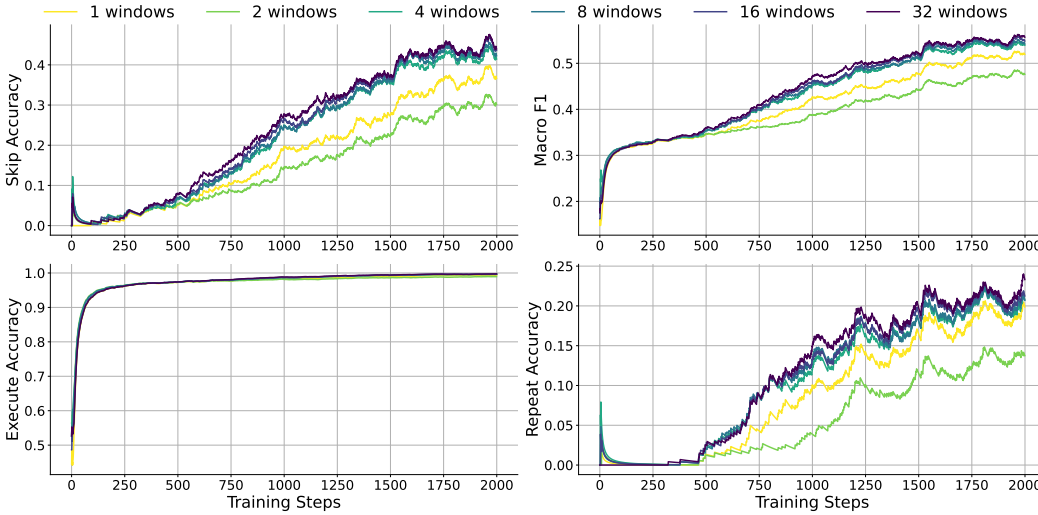 1 windows 2 windows 4 windows 8 windows 16 windows 32 windows
Skip Accuracy
0.4
0.3
0.2
0.1
0.0
0 250 500 750 1000 1250 1500 1750 2000
Macro F1
0.5
0.4
0.3
0.2
0 250 500 750 1000 1250 1500 1750 2000
Execute Accuracy
1.0
0.9
0.8
0.7
0.6
0.5
0 250 500 750 1000 1250 1500 1750 2000
Training Steps
Repeat Accuracy
0.25
0.20
0.15
0.10
0.05
0.00
0 250 500 750 1000 1250 1500 1750 2000
Training Steps